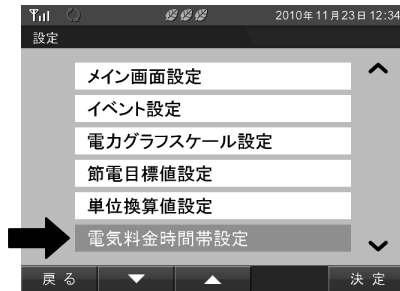 2010年11月23日 12:34
設定
メイン画面設定
イベント設定
電力グラフスケール設定
節電目標値設定
単位換算値設定
電気料金時間帯設定
戻る 決定